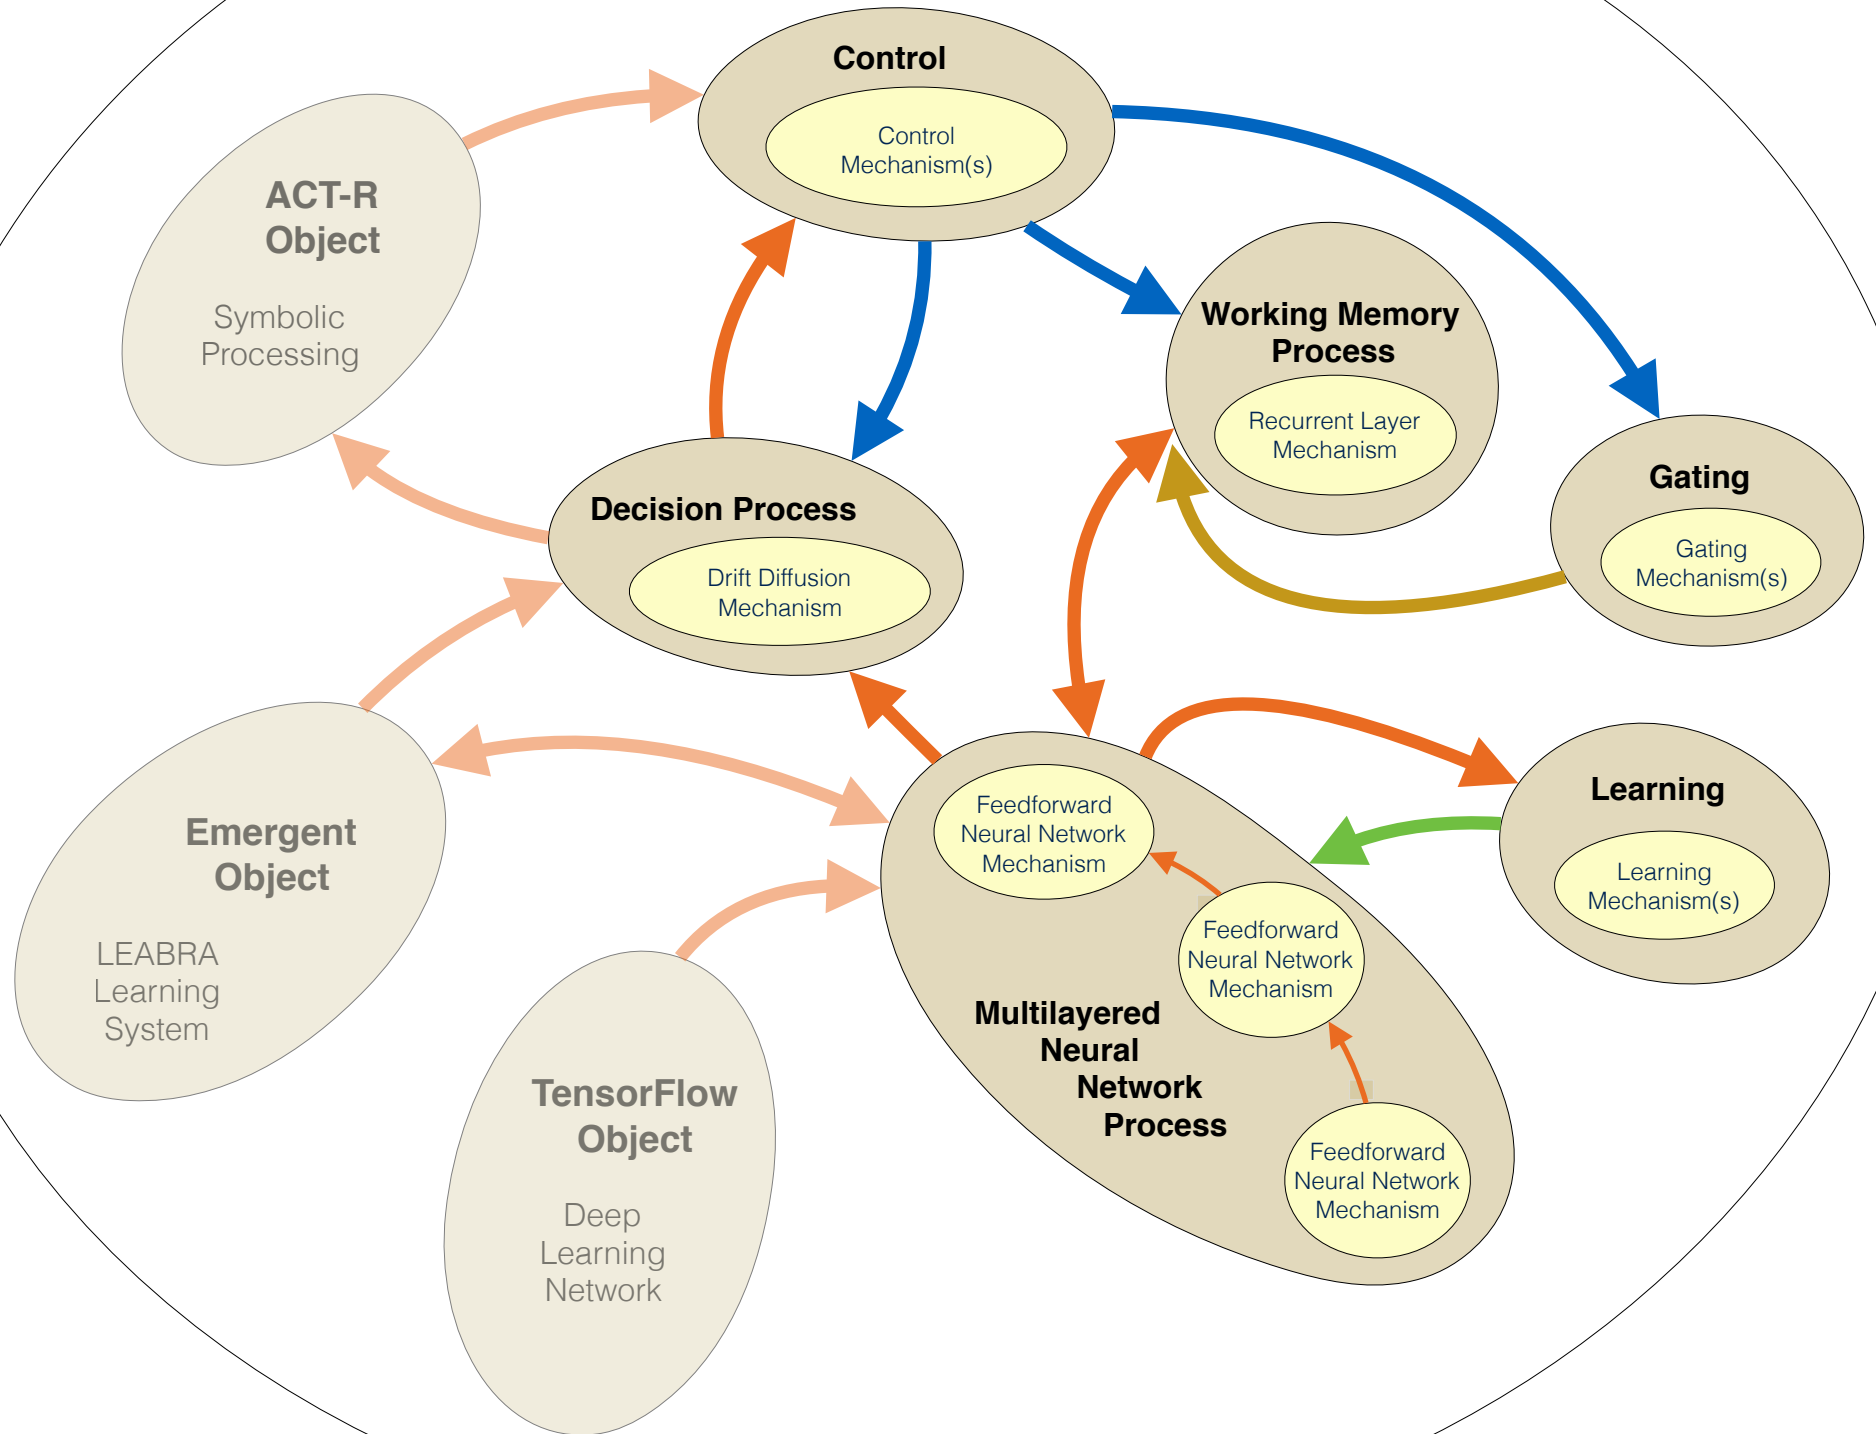 Control
Control
Mechanism(s)
ACT-R
Object
Symbolic
Processing
Working Memory
Process
Recurrent Layer
Mechanism
Gating
Gating
Mechanism(s)
Decision Process
Drift Diffusion
Mechanism
Emergent
Object
LEABRA
Learning
System
Feedforward
Neural Network
Mechanism
Learning
Learning
Mechanism(s)
Feedforward
Neural Network
Mechanism
Multilayered
Neural
Network
Process
Feedforward
Neural Network
Mechanism
TensorFlow
Object
Deep
Learning
Network